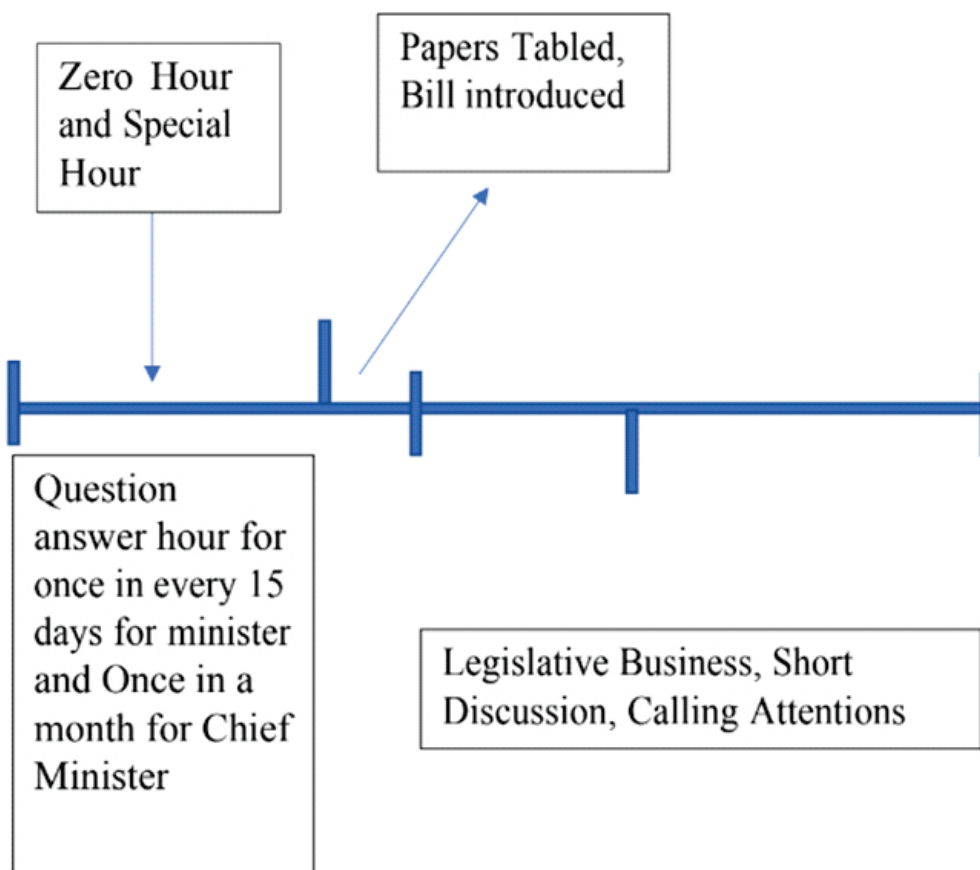 Zero Hour
and Special
Hour
Papers Tabled,
Bill introduced
Question
answer hour for
once in every 15
days for minister
and Once in a
month for Chief
Minister
Legislative Business, Short
Discussion, Calling Attentions